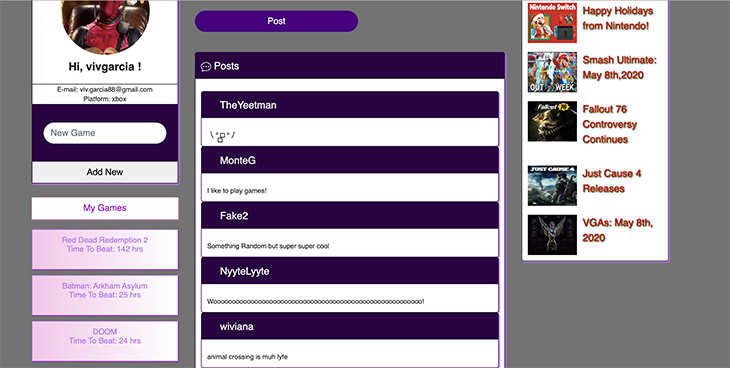 Hi, vivgarcia !
E-mail: viv.garcia88@gmail.com
Platform: xbox
New Game
Add New
My Games
Red Dead Redemption 2
Time To Beat: 142 hrs
Batman: Arkham Asylum
Time To Beat: 25 hrs
DOOM
Time To Beat: 24 hrs
Post
Posts
TheYeetman
MonteG
I like to play games!
Fake2
Something Random but super super cool
NyyteLyyte
wiviana
animal crossing is muh lyfe
Nintendo Switch
Happy Holidays
from Nintendo!
OUT WEEK
Smash Ultimate:
May 8th,2020
Fallout
Fallout 76
Controversy
Continues
JUST CAUSE 4
Just Cause 4
Releases
VGAs: May 8th,
2020